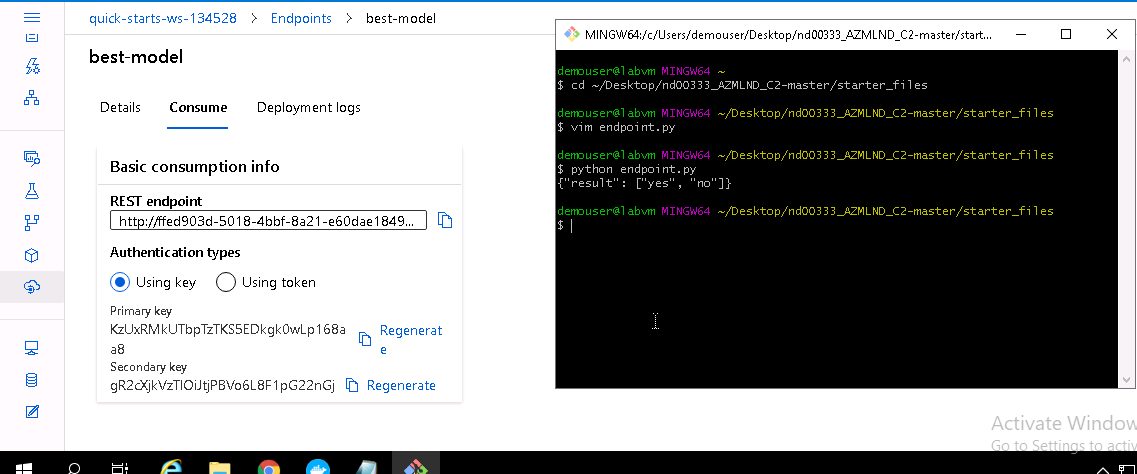 quick-starts-ws-134528 > Endpoints > best-model
best-model
Details Consume Deployment logs
Basic consumption info
REST endpoint
http://ffed903d-5018-4bbf-8a21-e60dae1849...
Authentication types
Using key Using token
Primary key
KzUxRMkUTbpTzTKS5EDkgk0wLp168a
a8
Regenerat
e
Secondary key
gR2cXjkVzTlOiJtjPBVo6L8F1pG22nGj Regenerate
MINGW64:/c/Users/demouser/Desktop/nd00333_AZMLND_C2-master/start...
demouser@labvm MINGW64 ~
$ cd ~/Desktop/nd00333_AZMLND_C2-master/starter_files
demouser@labvm MINGW64 ~/Desktop/nd00333_AZMLND_C2-master/starter_files
$ vim endpoint.py
demouser@labvm MINGW64 ~/Desktop/nd00333_AZMLND_C2-master/starter_files
$ python endpoint.py
{"result": ["yes", "no"]}
demouser@labvm MINGW64 ~/Desktop/nd00333_AZMLND_C2-master/starter_files
$
Activate Window
Go to Settings to activ